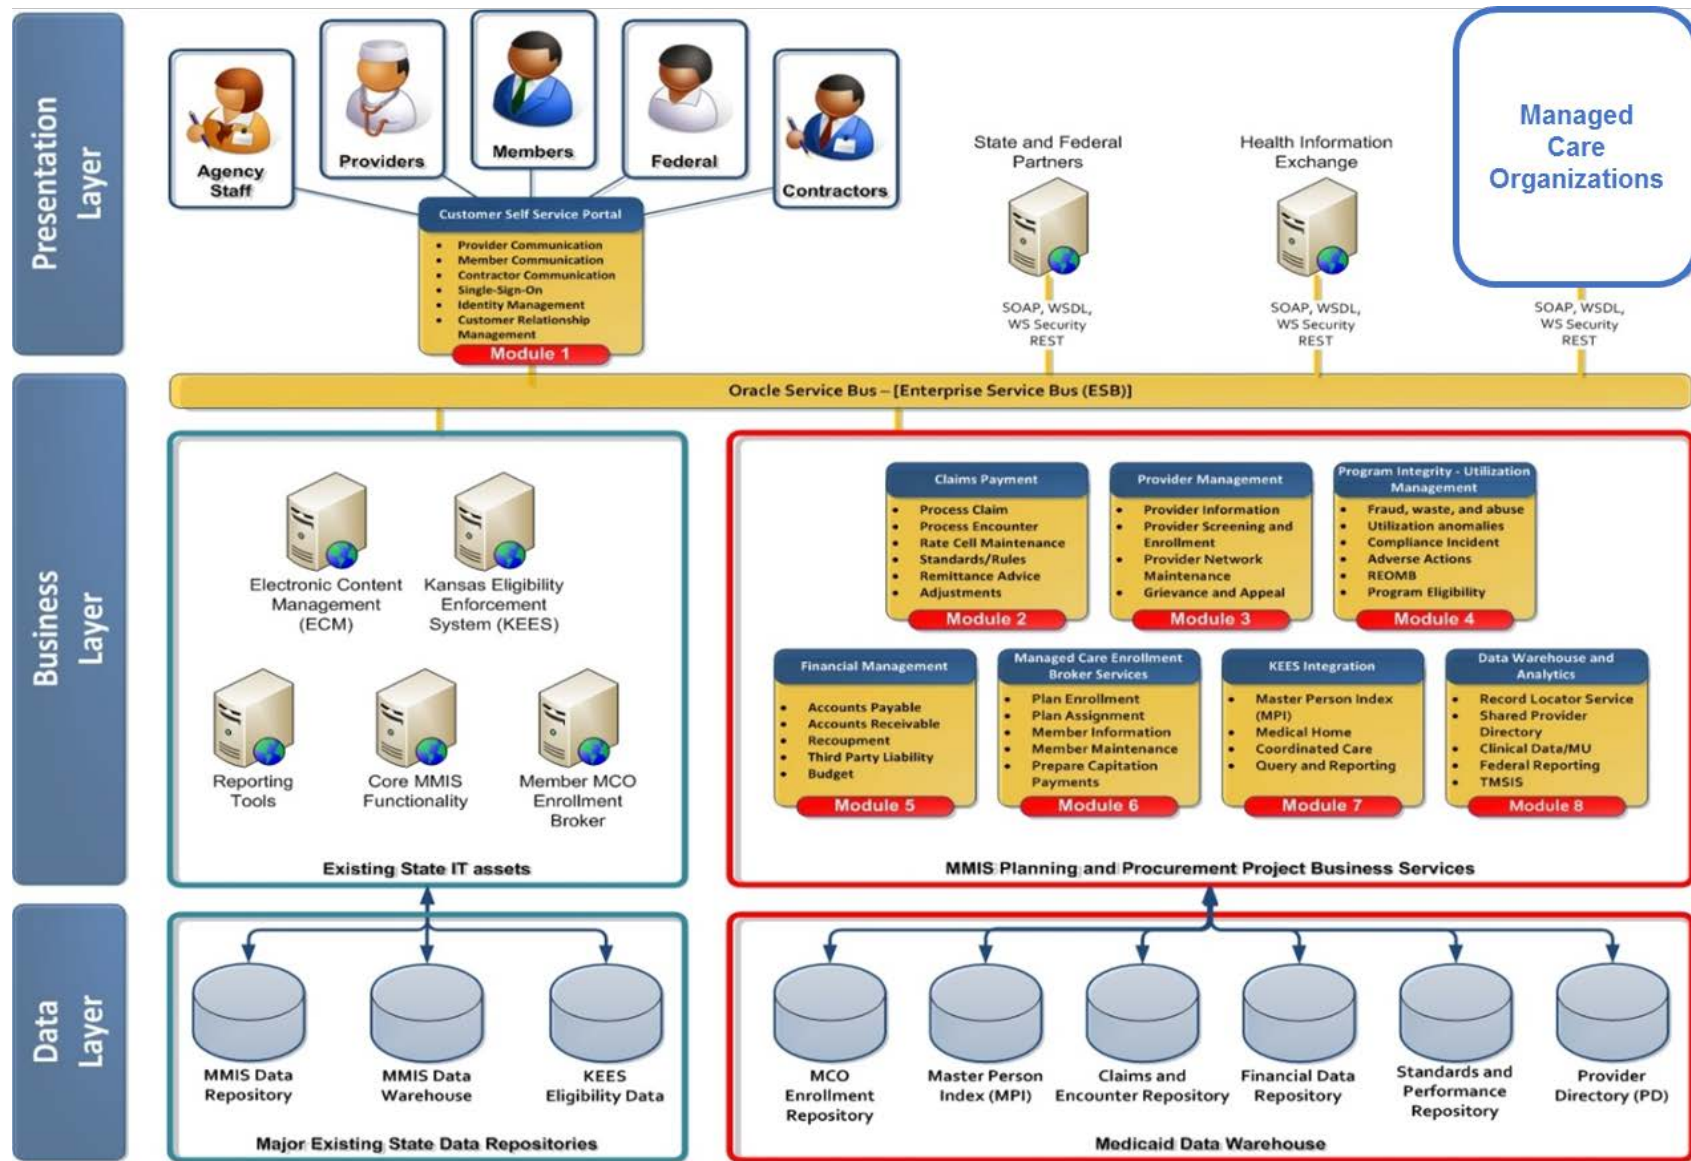 Presentation
Layer
Agency
Staff
Providers
Members
Federal
Contractors
Customer Self Service Portal
• Provider Communication
• Member Communication
• Contractor Communication
• Single-Sign-On
• Identity Management
• Customer Relationship
Management
Module 1
State and Federal
Partners
SOAP, WSDL,
WS Security
REST
Health Information
Exchange
SOAP, WSDL,
WS Security
REST
Managed
Care
Organizations
SOAP, WSDL,
WS Security
REST
Business
Layer
Oracle Service Bus – [Enterprise Service Bus (ESB)]
Electronic Content
Management
(ECM)
Kansas Eligibility
Enforcement
System (KEES)
Reporting
Tools
Core MMIS
Functionality
Member MCO
Enrollment
Broker
Existing State IT assets
Claims Payment
• Process Claim
• Process Encounter
• Rate Cell Maintenance
• Standards/Rules
• Remittance Advice
• Adjustments
Module 2
Provider Management
• Provider Information
• Provider Screening and
Enrollment
• Provider Network
Maintenance
• Grievance and Appeal
Module 3
Program Integrity - Utilization
Management
• Fraud, waste, and abuse
• Utilization anomalies
• Compliance Incident
• Adverse Actions
• REOMB
• Program Eligibility
Module 4
Financial Management
• Accounts Payable
• Accounts Receivable
• Recoupment
• Third Party Liability
• Budget
Module 5
Managed Care Enrollment
Broker Services
• Plan Enrollment
• Plan Assignment
• Member Information
• Member Maintenance
• Prepare Capitation
Payments
Module 6
KEES Integration
• Master Person Index
(MPI)
• Medical Home
• Coordinated Care
• Query and Reporting
Module 7
Data Warehouse and
Analytics
• Record Locator Service
• Shared Provider
Directory
• Clinical Data/MU
• Federal Reporting
• TMSIS
Module 8
MMIS Planning and Procurement Project Business Services
Data
Layer
MMIS Data
Repository
MMIS Data
Warehouse
KEES
Eligibility Data
Major Existing State Data Repositories
MCO
Enrollment
Repository
Master Person
Index (MPI)
Claims and
Encounter Repository
Financial Data
Repository
Standards and
Performance
Repository
Provider
Directory (PD)
Medicaid Data Warehouse